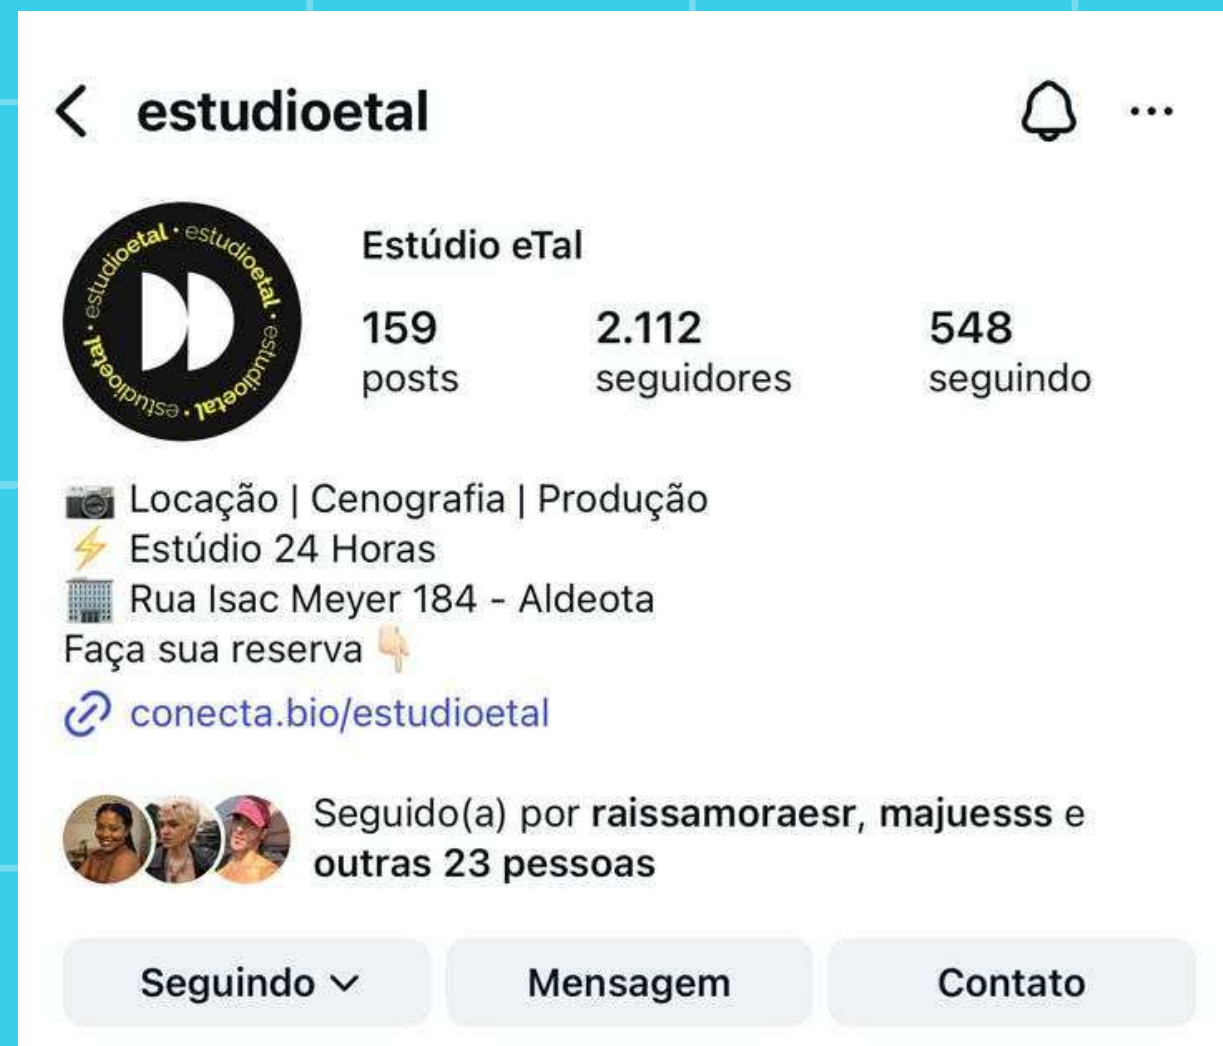 estudioetal
estudioetal · estudioetal · estudioetal · estudioetal · estudioetal · estudioetal ·
Estúdio eTal
159 2.112 548
posts seguidores seguindo
📷 Locação | Cenografia | Produção
⚡ Estúdio 24 Horas
🏢 Rua Isac Meyer 184 - Aldeota
Faça sua reserva 👇🏻
conecta.bio/estudioetal
Seguido(a) por raissamoraesr, majuesss e
outras 23 pessoas
Seguindo Mensagem Contato